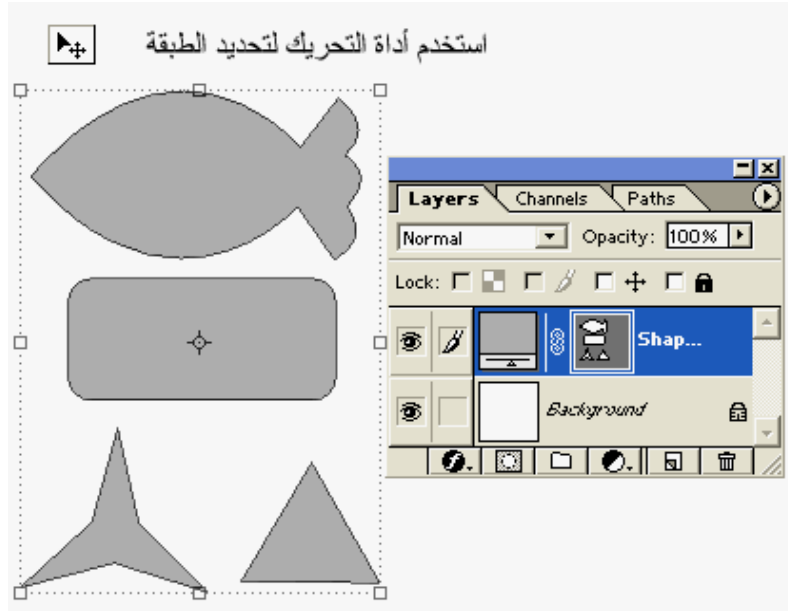 استخدم أداة التحريك لتحديد الطبقة
Layers Channels Paths
Normal Opacity: 100%
Lock:
Shap...
Background